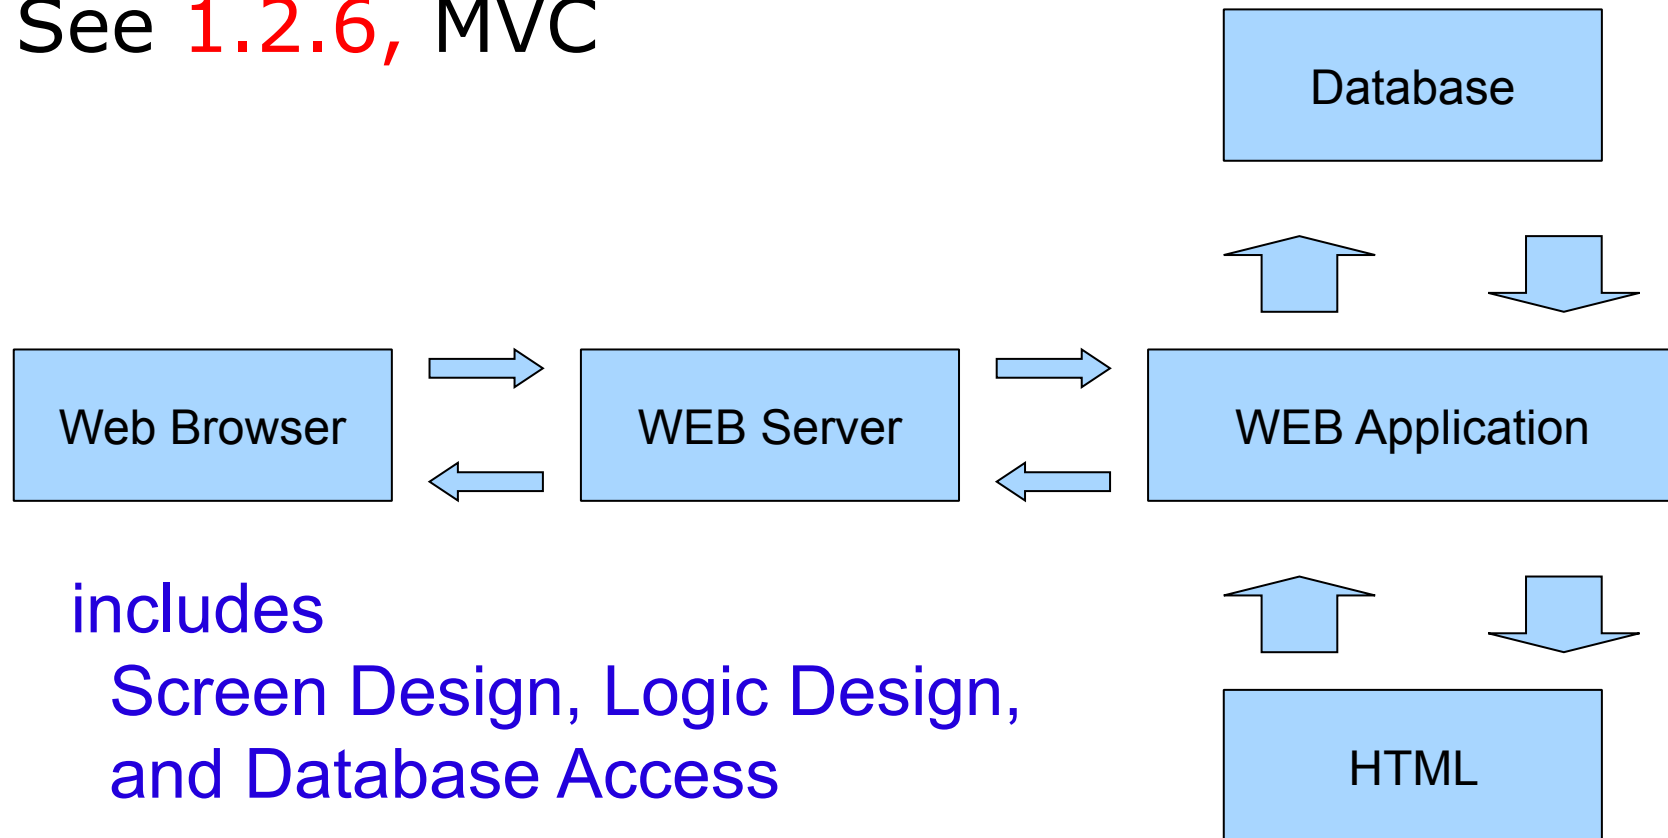 See 1.2.6, MVC
Database
Web Browser
WEB Server
WEB Application
includes
Screen Design, Logic Design,
and Database Access
HTML